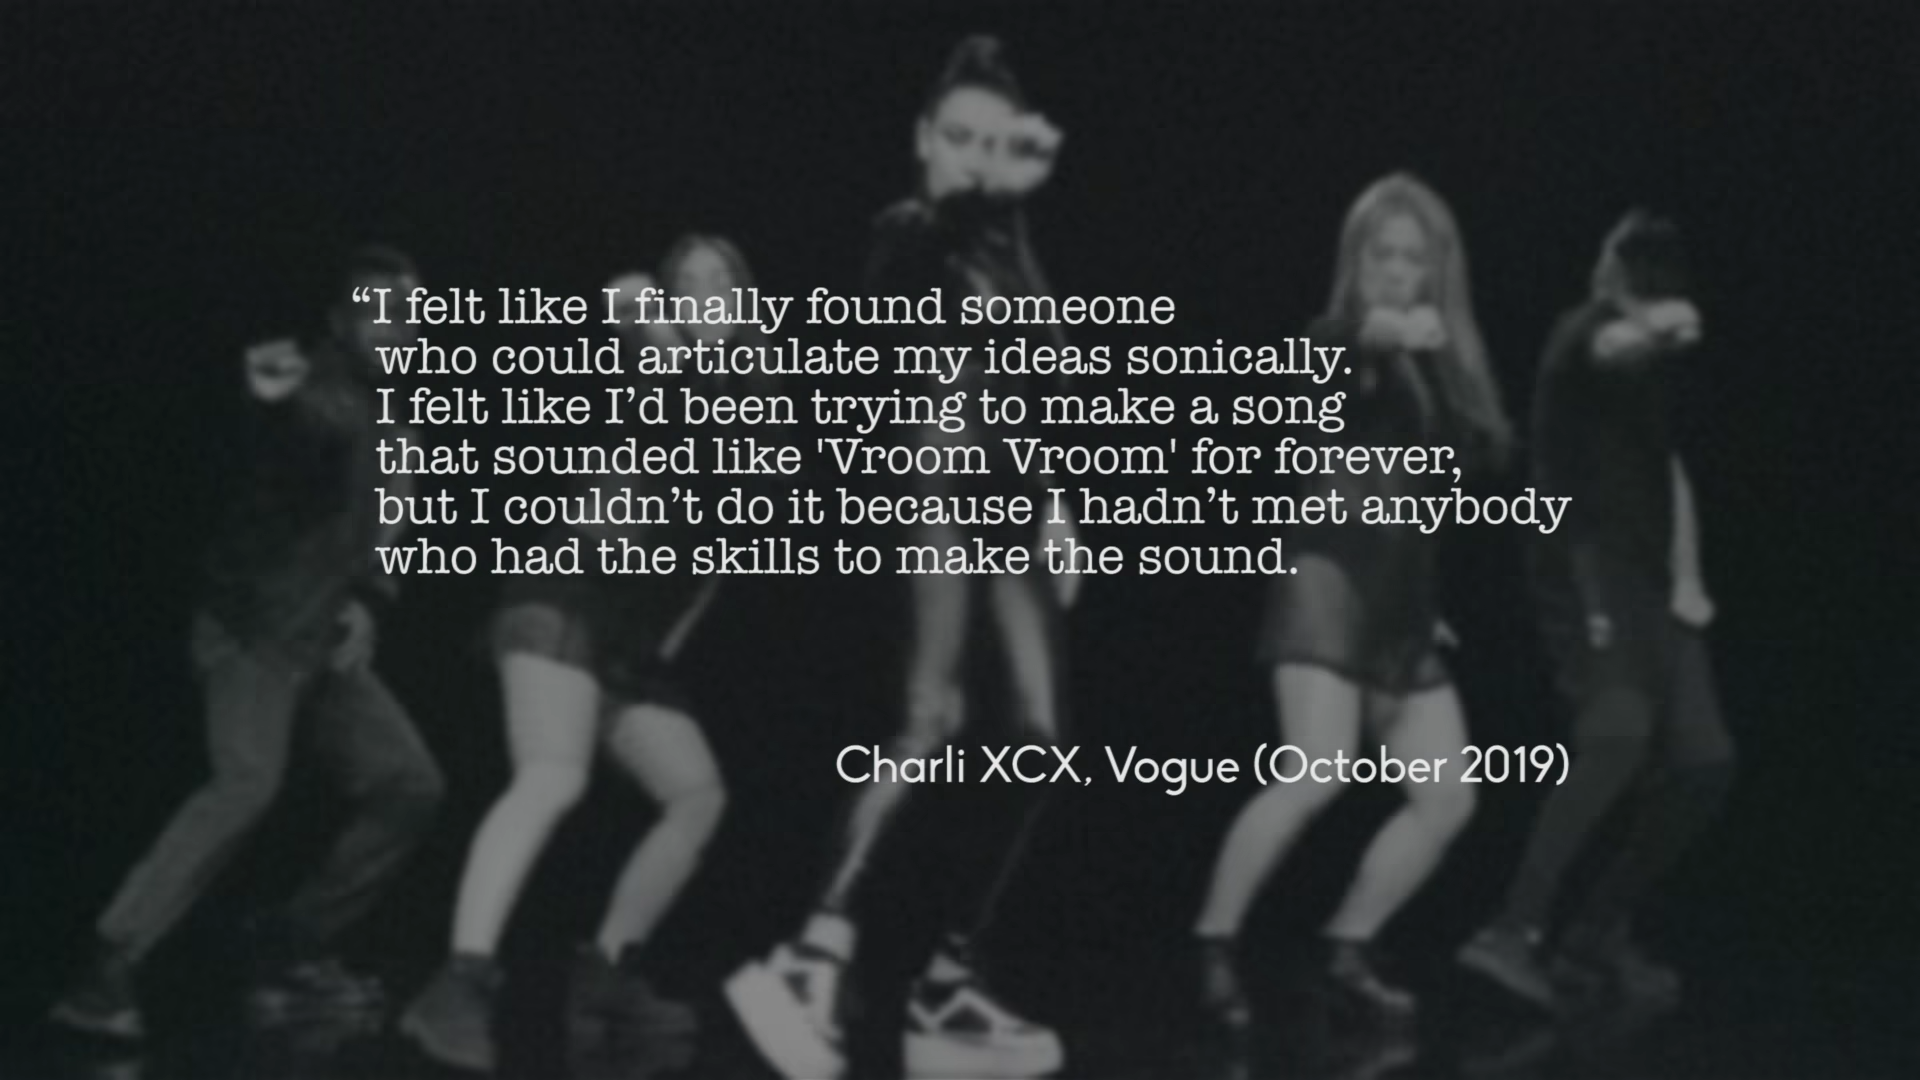 “I felt like I finally found someone
who could articulate my ideas sonically.
I felt like I’d been trying to make a song
that sounded like 'Vroom Vroom' for forever,
but I couldn’t do it because I hadn’t met anybody
who had the skills to make the sound.
Charli XCX, Vogue (October 2019)